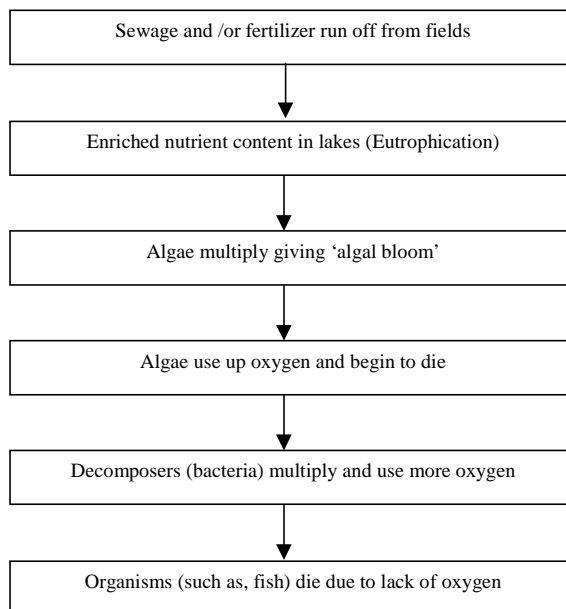 Sewage and /or fertilizer run off from fields
Enriched nutrient content in lakes (Eutrophication)
Algae multiply giving ‘algal bloom’
Algae use up oxygen and begin to die
Decomposers (bacteria) multiply and use more oxygen
Organisms (such as, fish) die due to lack of oxygen